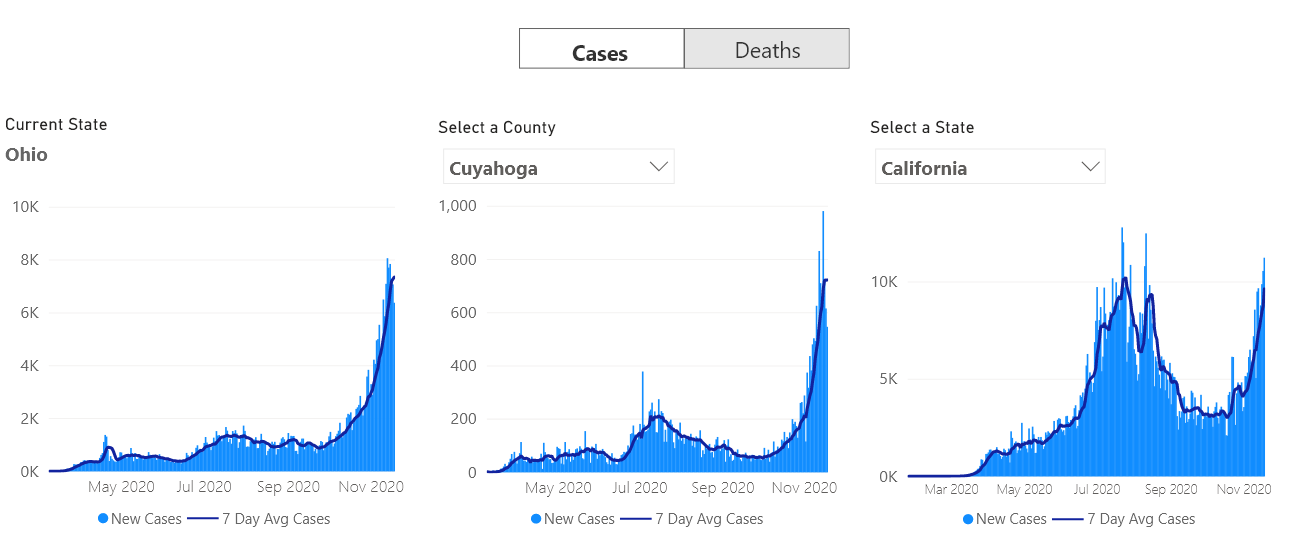 Cases
Deaths
Current State
Ohio
10K
8K
6K
4K
2K
0K
May 2020
Jul 2020
Sep 2020
Nov 2020
New Cases
7 Day Avg Cases
Select a County
Cuyahoga
1,000
800
600
400
200
0
May 2020
Jul 2020
Sep 2020
Nov 2020
New Cases
7 Day Avg Cases
Select a State
California
10K
5K
0K
Mar 2020
May 2020
Jul 2020
Sep 2020
Nov 2020
New Cases
7 Day Avg Cases